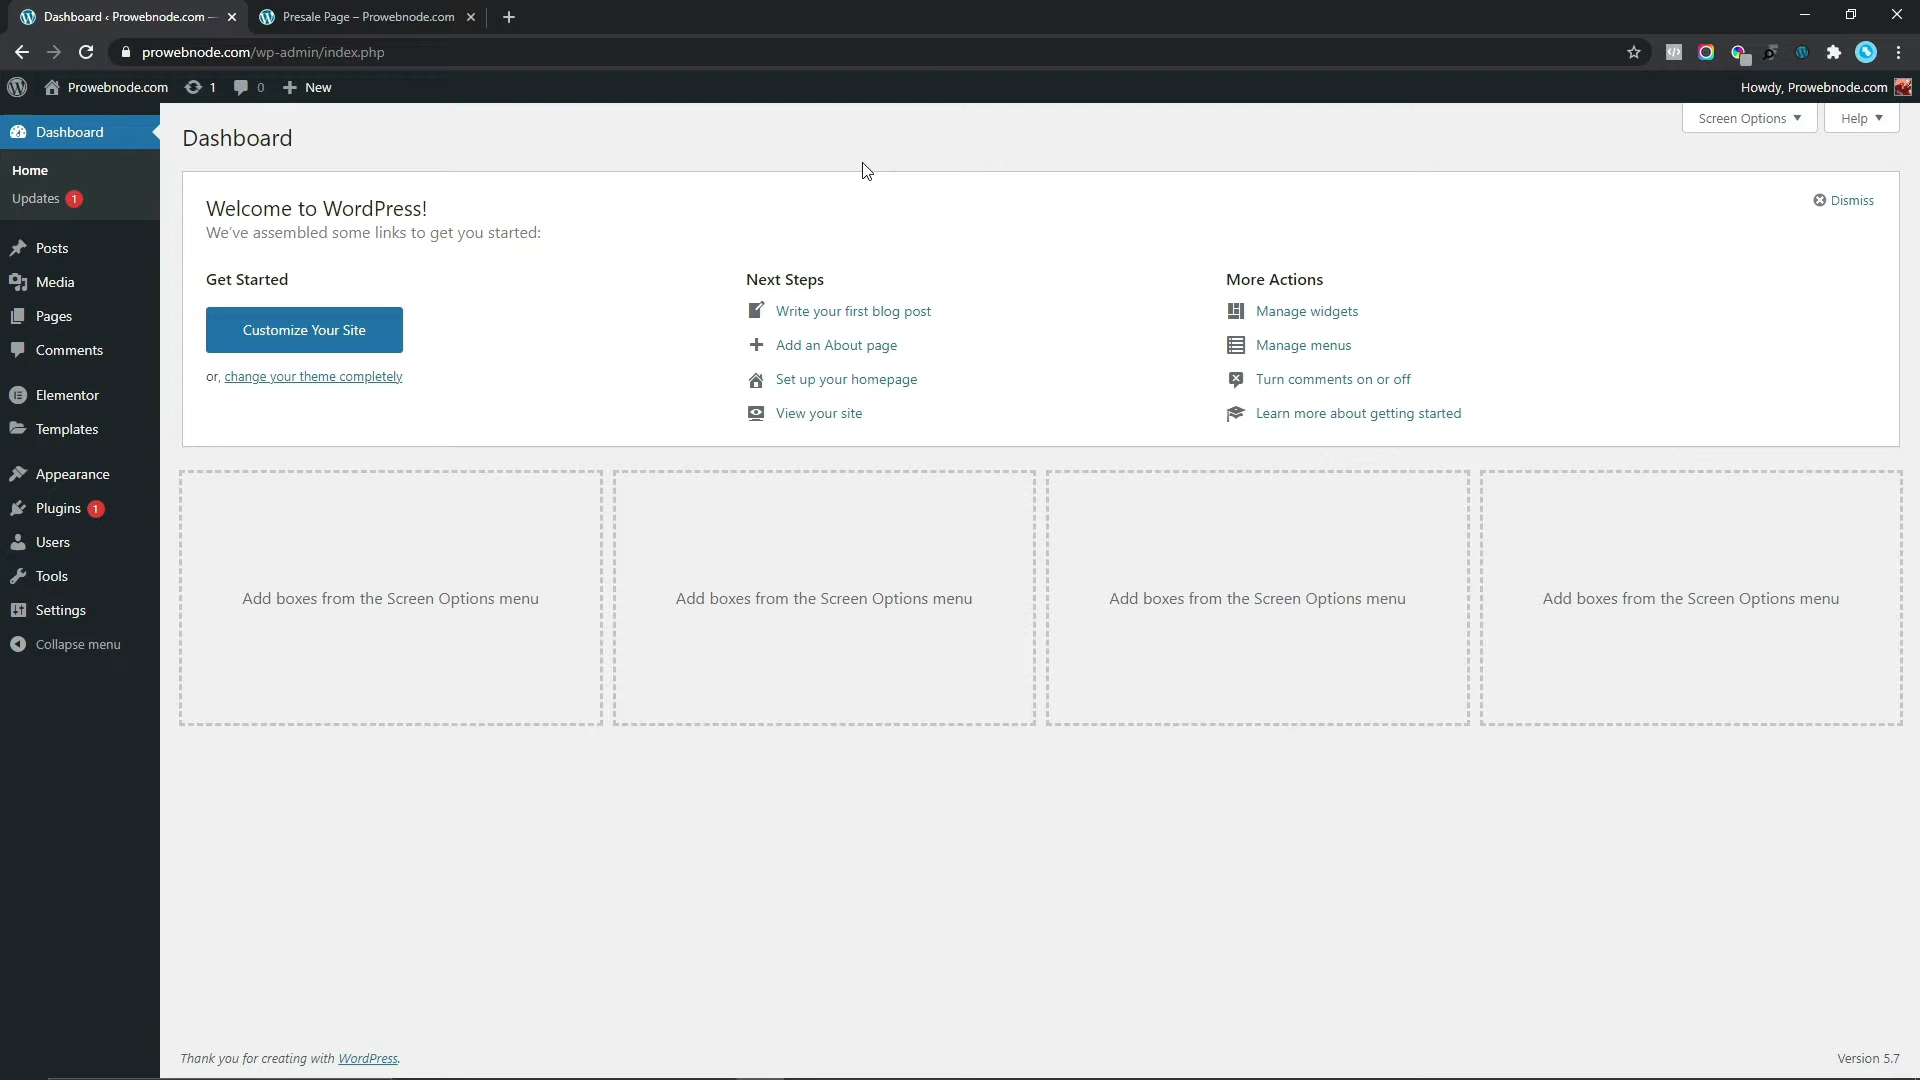 Dashboard ‹ Prowebnode.com —
Presale Page – Prowebnode.com
prowebnode.com/wp-admin/index.php
Prowebnode.com
1
0
New
Howdy, Prowebnode.com
Dashboard
Home
Updates 1
Posts
Media
Pages
Comments
Elementor
Templates
Appearance
Plugins 1
Users
Tools
Settings
Collapse menu
Screen Options
Help
Dashboard
Welcome to WordPress!
We've assembled some links to get you started:
Dismiss
Get Started
Customize Your Site
or, change your theme completely
Next Steps
Write your first blog post
Add an About page
Set up your homepage
View your site
More Actions
Manage widgets
Manage menus
Turn comments on or off
Learn more about getting started
Add boxes from the Screen Options menu
Add boxes from the Screen Options menu
Add boxes from the Screen Options menu
Add boxes from the Screen Options menu
Thank you for creating with WordPress.
Version 5.7